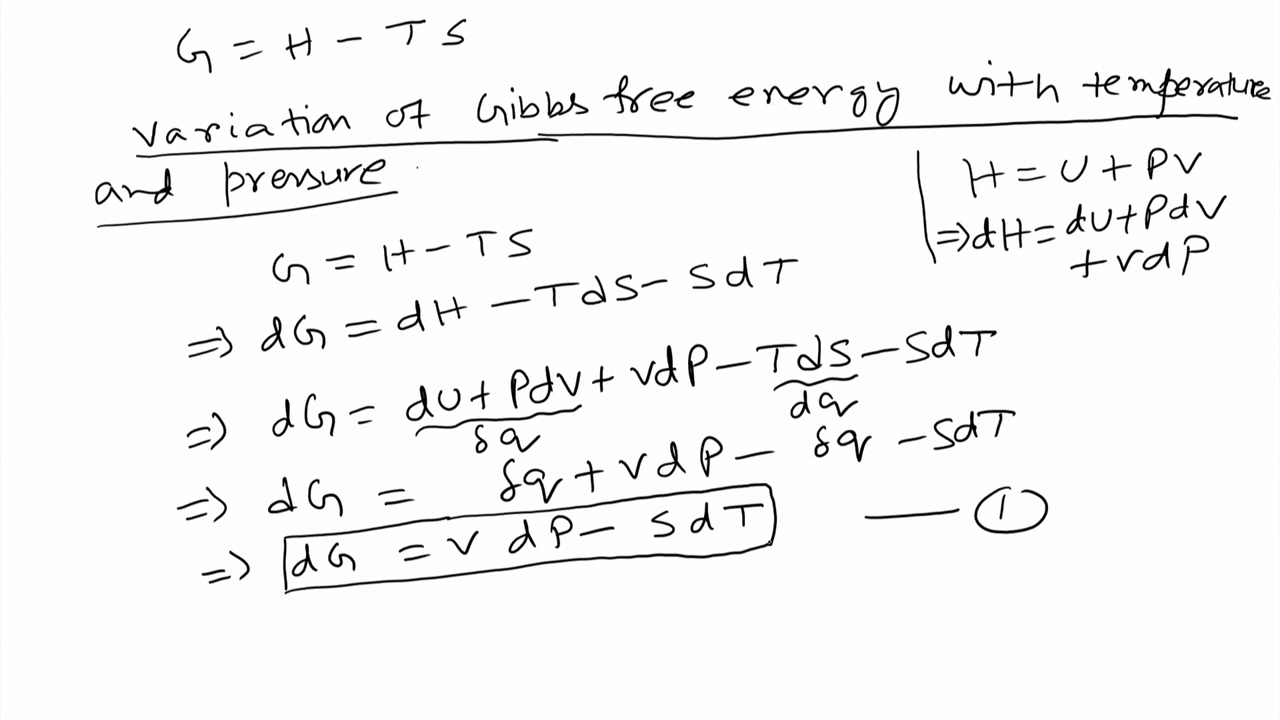 G = H - TS
Variation of Gibbs free energy with temperature
and pressure
H = U + PV
⇒ dH = dU + PdV
+ VdP
G = H - TS
⇒ dG = dH - TdS - SdT
⇒ dG = dU + PdV + VdP - TdS - SdT
δq dq
⇒ dG = δq + VdP - δq - SdT
⇒ dG = V dP - SdT — ①